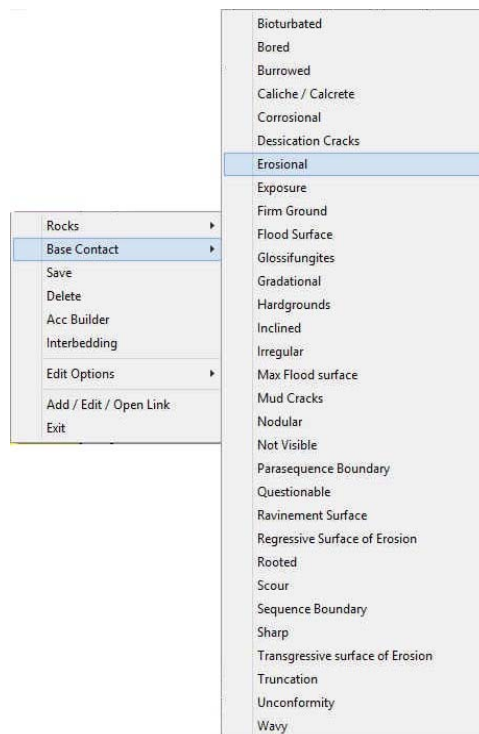 Rocks
Base Contact
Save
Delete
Acc Builder
Interbedding
Edit Options
Add / Edit / Open Link
Exit
Bioturbated
Bored
Burrowed
Caliche / Calcrete
Corrosional
Dessication Cracks
Erosional
Exposure
Firm Ground
Flood Surface
Glossifungites
Gradational
Hardgrounds
Inclined
Irregular
Max Flood surface
Mud Cracks
Nodular
Not Visible
Parasequence Boundary
Questionable
Ravinement Surface
Regressive Surface of Erosion
Rooted
Scour
Sequence Boundary
Sharp
Transgressive surface of Erosion
Truncation
Unconformity
Wavy